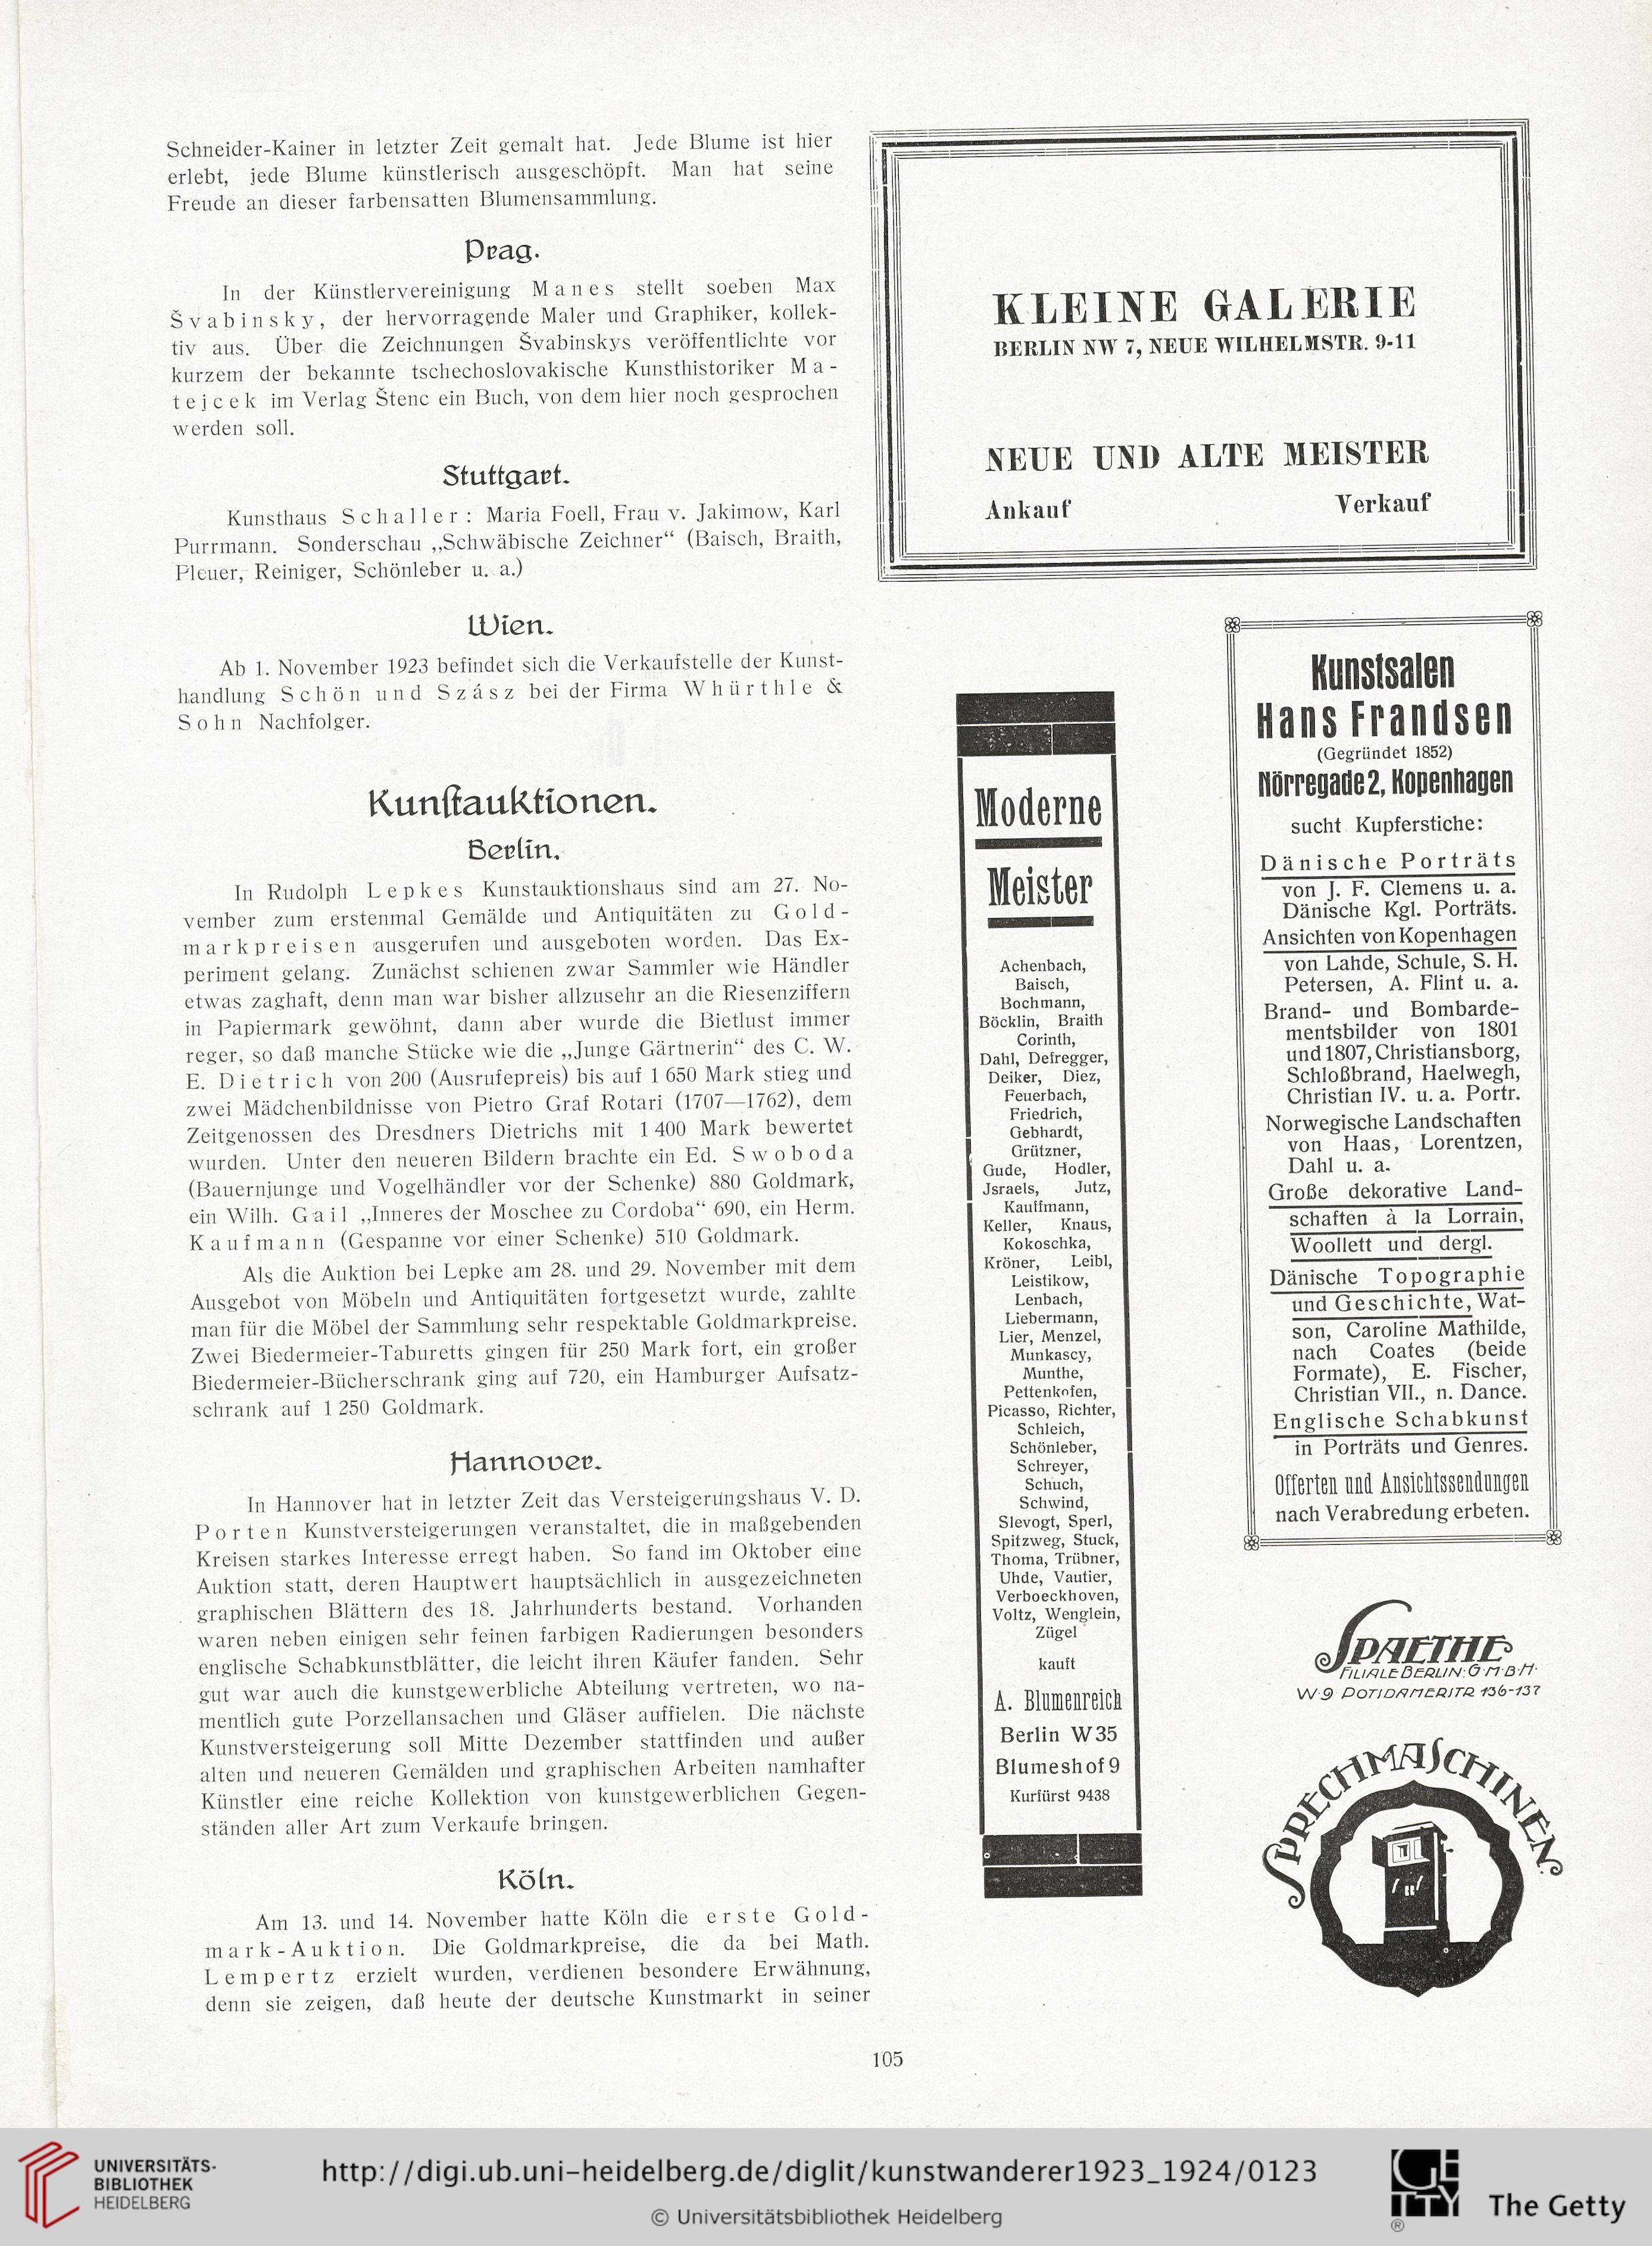 Schneider-Kainer in letzter Zeit gemalt hat. Jede Blume ist hier
erlebt, jede Blume künstlerisch ausgeschöpft. Man hat seine
Freude an dieser farbensatten Blumensammlung.
Prag.
In der Künstlervereinigung Manes stellt soeben Max
Švabinsky, der hervorragende Maler und Graphiker, kollek-
tiv aus. Über die Zeichnungen Švabinskys veröffentlichte vor
kurzem der bekannte tschechoslovakische Kunsthistoriker Ma-
tejcek im Verlag Štenc ein Buch, von dem hier noch gesprochen
werden soll.
Stuttgart.
Kunsthaus Schaller: Maria Foell, Frau v. Jakimow, Karl
Purrmann. Sonderschau „Schwäbische Zeichner“ (Baisch, Braith,
Pleuer, Reiniger, Schönleber u. a.)
Wien.
Ab 1. November 1923 befindet sich die Verkaufstelle der Kunst-
handlung Schön und Szász bei der Firma Whürthle &
Sohn Nachfolger.
Kunstauktionen.
Berlin.
In Rudolph Lepkes Kunstauktionshaus sind am 27. No-
vember zum erstenmal Gemälde und Antiquitäten zu Gold-
markpreisen ausgerufen und ausgeboten worden. Das Ex-
periment gelang. Zunächst schienen zwar Sammler wie Händler
etwas zaghaft, denn man war bisher allzusehr an die Riesenziffern
in Papiermark gewöhnt, dann aber wurde die Bietlust immer
reger, so daß manche Stücke wie die „Junge Gärtnerin“ des C. W.
E. Dietrich von 200 (Ausrufepreis) bis auf 1 650 Mark stieg und
zwei Mädchenbildnisse von Pietro Graf Rotari (1707—1762), dem
Zeitgenossen des Dresdners Dietrichs mit 1 400 Mark bewertet
wurden. Unter den neueren Bildern brachte ein Ed. Swoboda
(Bauernjunge und Vogelhändler vor der Schenke) 880 Goldmark,
ein Wilh. Gail „Inneres der Moschee zu Cordoba“ 690, ein Herm.
Kaufmann (Gespanne vor einer Schenke) 510 Goldmark.
Als die Auktion bei Lepke am 28. und 29. November mit dem
Ausgebot von Möbeln und Antiquitäten fortgesetzt wurde, zahlte
man für die Möbel der Sammlung sehr respektable Goldmarkpreise.
Zwei Biedermeier-Taburetts gingen für 250 Mark fort, ein großer
Biedermeier-Bücherschrank ging auf 720, ein Hamburger Aufsatz-
schrank auf 1 250 Goldmark.
Hannover.
In Hannover hat in letzter Zeit das Versteigerungshaus V. D.
Porten Kunstversteigerungen veranstaltet, die in maßgebenden
Kreisen starkes Interesse erregt haben. So fand im Oktober eine
Auktion statt, deren Hauptwert hauptsächlich in ausgezeichneten
graphischen Blättern des 18. Jahrhunderts bestand. Vorhanden
waren neben einigen sehr feinen farbigen Radierungen besonders
englische Schabkunstblätter, die leicht ihren Käufer fanden. Sehr
gut war auch die kunstgewerbliche Abteilung vertreten, wo na-
mentlich gute Porzellansachen und Gläser auffielen. Die nächste
Kunstversteigerung soll Mitte Dezember stattfinden und außer
alten und neueren Gemälden und graphischen Arbeiten namhafter
Künstler eine reiche Kollektion von kunstgewerblichen Gegen-
ständen aller Art zum Verkaufe bringen.
Köln.
Am 13. und 14. November hatte Köln die erste Gold-
mark-Auktion. Die Goldmarkpreise, die da bei Math.
Lempertz erzielt wurden, verdienen besondere Erwähnung,
denn sie zeigen, daß heute der deutsche Kunstmarkt in seiner
KLEINE GALERIE
BERLIN NW 7, NEUE WILHELMSTR. 9-11
NEUE UND ALTE MEISTER
Ankauf Verkauf
Moderne
Meister
Achenbach,
Baisch,
Bochmann,
Böcklin, Braith
Corinth,
Dahl, Defregger,
Deiker, Diez,
Feuerbach,
Friedrich,
Gebhardt,
Grützner,
Gude, Hodler,
Jsraels, Jutz,
Kauffmann,
Keller, Knaus,
Kokoschka,
Kröner, Leibl,
Leistikow,
Lenbach,
Liebermann,
Lier, Menzel,
Munkascy,
Munthe,
Pettenkofen,
Picasso, Richter,
Schleich,
Schönleber,
Schreyer,
Schuch,
Schwind,
Slevogt, Sperl,
Spitzweg, Stuck,
Thoma, Trübner,
Uhde, Vautier,
Verboeckhoven,
Voltz, Wenglein,
Zügel
kauft
A. Blumenreich
Berlin W35
Blumeshof 9
Kurfürst 9438
Kunstsalen
Hans Frandsen
(Gegründet 1852)
Nörregade 2, Kopenhagen
sucht Kupferstiche:
Dänische Porträts
von J. F. Clemens u. a.
Dänische Kgl. Porträts.
Ansichten von Kopenhagen
von Lahde, Schule, S. H.
Petersen, A. Flint u. a.
Brand- und Bombarde-
mentsbilder von 1801
und 1807, Christiansborg,
Schloßbrand, Haelwegh,
Christian IV. u. a. Portr.
Norwegische Landschaften
von Haas, Lorentzen,
Dahl u. a.
Große dekorative Land-
schaften à la Lorrain,
Woollett und dergl.
Dänische Topographie
und Geschichte, Wat-
son, Caroline Mathilde,
nach Coates (beide
Formate), E. Fischer,
Christian VII., n. Dance.
Englische Schabkunst
in Porträts und Genres.
Offerten und Ansichtssendungen
nach Verabredung erbeten.
SPAETHE
FILIALE BERLIN·G·M·B·H·
W·9 POTSDAMERSTR 136-137
SPRECHMASCHINEN.
105
UNIVERSITÄTS-
BIBLIOTHEK
HEIDELBERG
http://digi.ub.uni-heidelberg.de/diglit/kunstwanderer1923_1924/0123
© Universitätsbibliothek Heidelberg
GETTY
®
The Getty